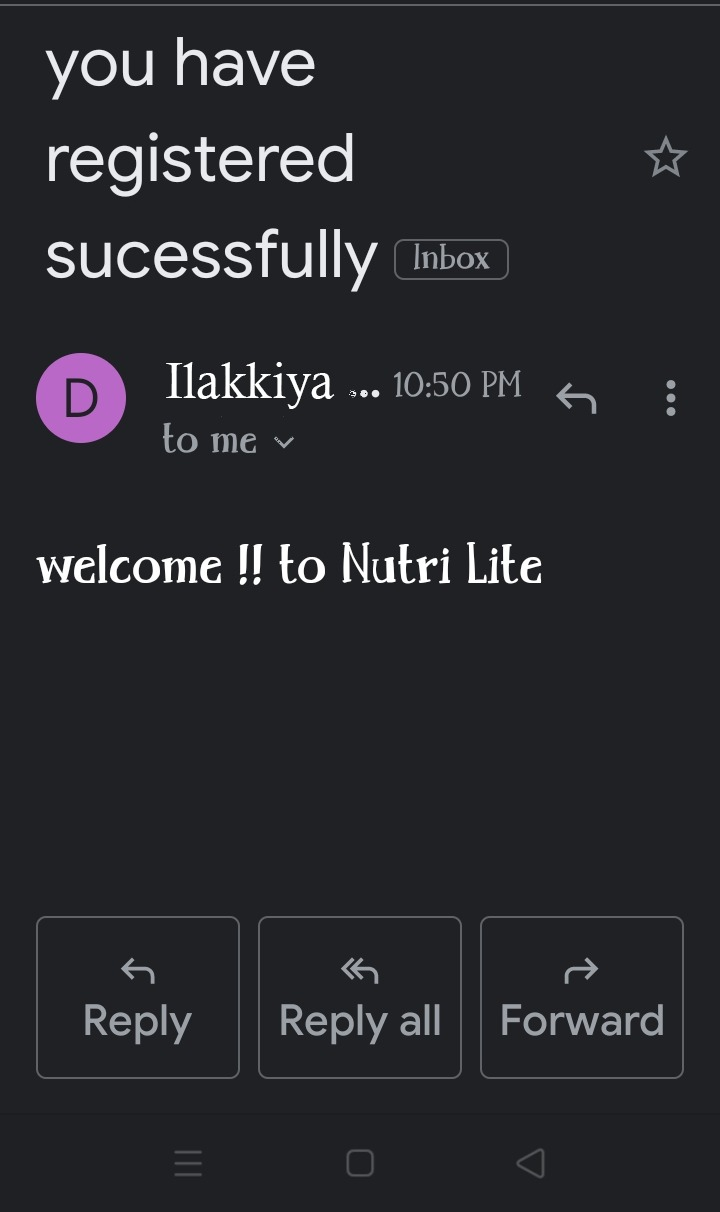 you have
registered
sucessfully Inbox
D
Ilakkiya ... 10:50 PM
to me
welcome !! to Nutri Lite
Reply
Reply all
Forward